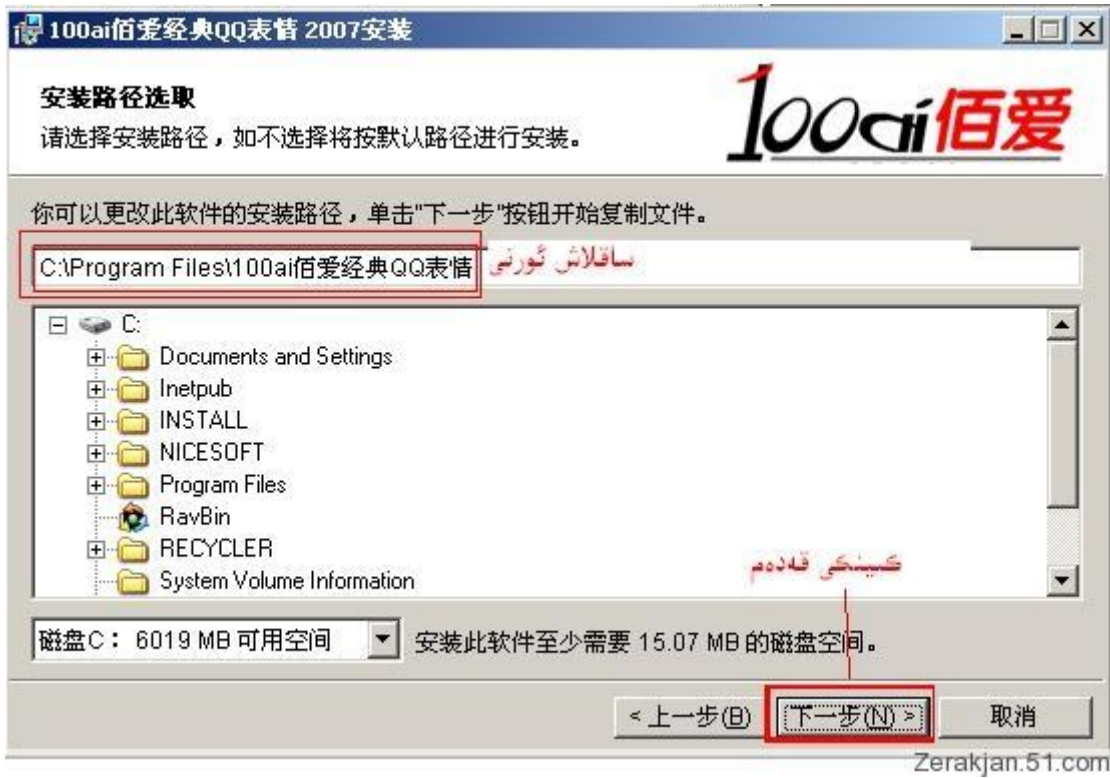 100ai佰爱经典QQ表情 2007安装
安装路径选取
请选择安装路径，如不选择将按默认路径进行安装。
100ai佰爱
你可以更改此软件的安装路径，单击"下一步"按钮开始复制文件。
C:\Program Files\100ai佰爱经典QQ表情
ساقلاش ئورنى
C:
Documents and Settings
Inetpub
INSTALL
NICESOFT
Program Files
RavBin
RECYCLER
System Volume Information
كىينكى قەدەم
磁盘C： 6019 MB 可用空间
安装此软件至少需要 15.07 MB 的磁盘空间。
< 上一步(B) 下一步(N) > 取消
Zerakjan.51.com